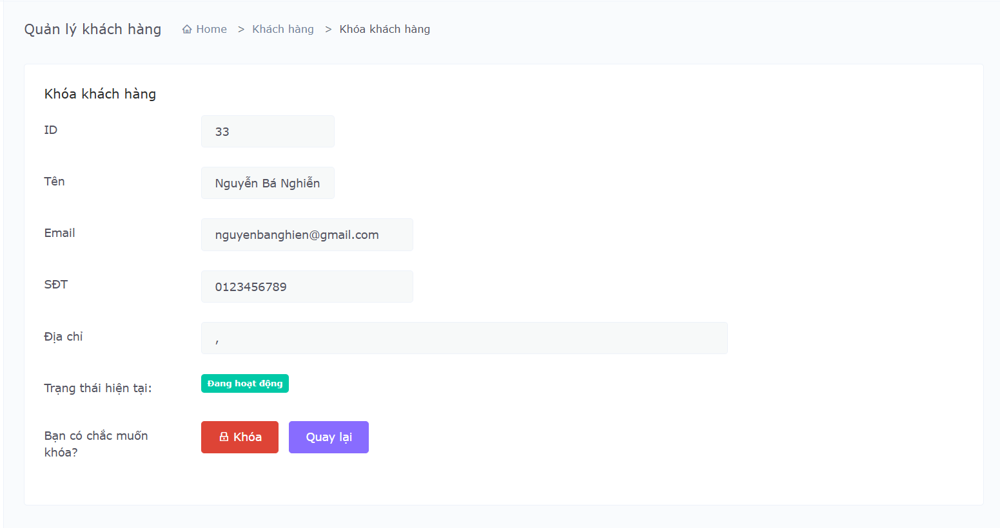 Quản lý khách hàng Home > Khách hàng > Khóa khách hàng
Khóa khách hàng
ID 33
Tên Nguyễn Bá Nghiễn
Email nguyenbanghien@gmail.com
SĐT 0123456789
Địa chỉ ,
Trạng thái hiện tại: Đang hoạt động
Bạn có chắc muốn
khóa?
Khóa Quay lại